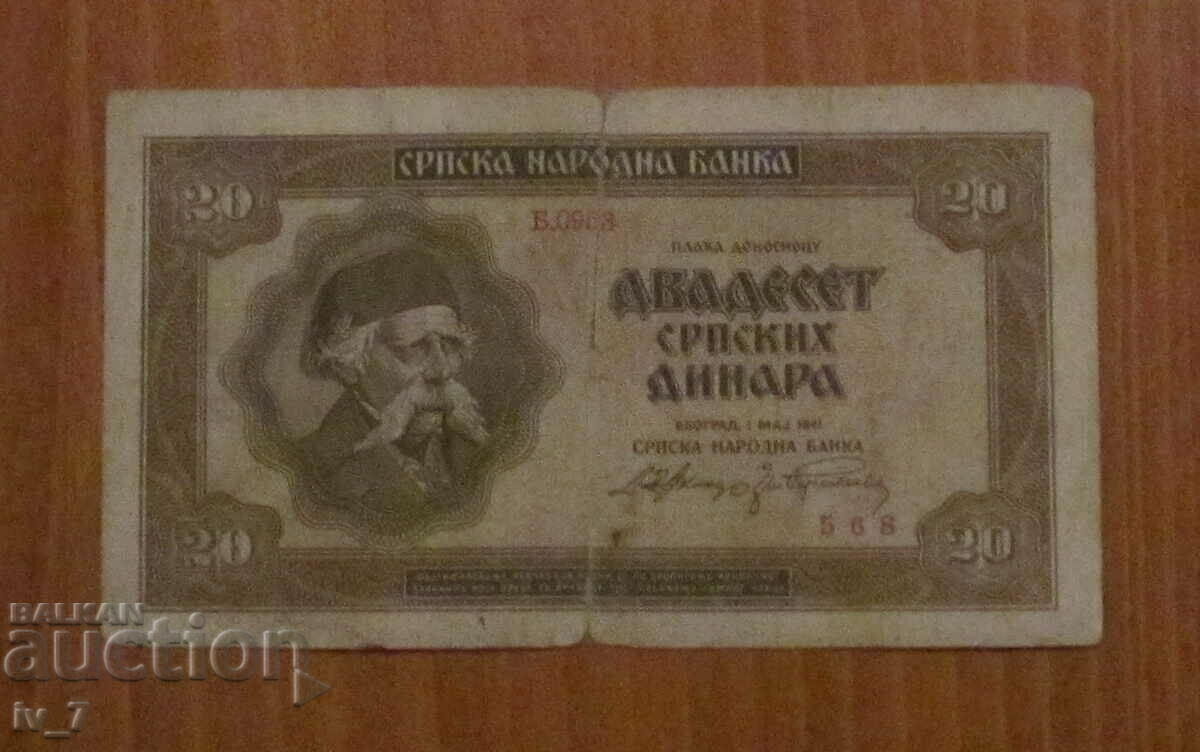 СРПСКА НАРОДНА БАНКА
20
20
ПЛАЋА ДОНОСИОЦУ
ДВАДЕСЕТ
СРПСКИХ
ДИНАРА
БЕОГРАД, 1 МАЈ 1941
СРПСКА НАРОДНА БАНКА
568
20
20
BALKAN
auction
iv_7